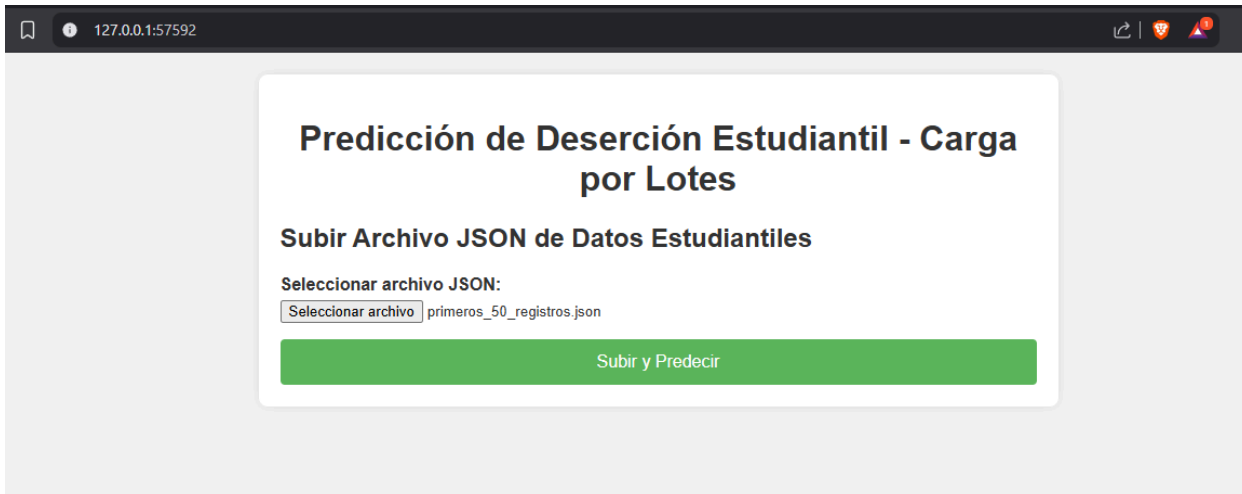 127.0.0.1:57592
1
Predicción de Deserción Estudiantil - Carga
por Lotes
Subir Archivo JSON de Datos Estudiantiles
Seleccionar archivo JSON:
Seleccionar archivo primeros_50_registros.json
Subir y Predecir